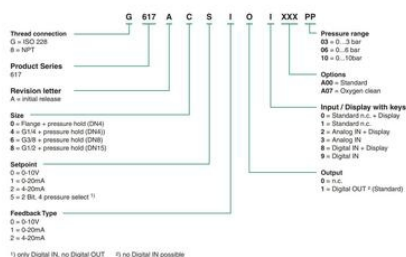 G 617 A C S I O I XXX PP
Thread connection
G = ISO 228
8 = NPT
Product Series
617
Revision letter
A = initial release
Size
0 = Flange + pressure hold (DN4)
4 = G1/4 + pressure hold (DN4))
6 = G3/8 + pressure hold (DN8)
8 = G1/2 + pressure hold (DN15)
Setpoint
0 = 0-10V
1 = 0-20mA
2 = 4-20mA
5 = 2 Bit, 4 pressure select ¹⁾
Feedback Type
0 = 0-10V
1 = 0-20mA
2 = 4-20mA
Pressure range
03 = 0...3 bar
06 = 0...6 bar
10 = 0...10bar
Options
A00 = Standard
A07 = Oxygen clean
Input / Display with keys
0 = Standard n.c. + Display
1 = Standard n.c.
2 = Analog IN + Display
3 = Analog IN
8 = Digital IN + Display
9 = Digital IN
Output
0 = n.c.
1 = Digital OUT ² (Standard)
¹⁾ only Digital IN, no Digital OUT ²⁾ no Digital IN possible